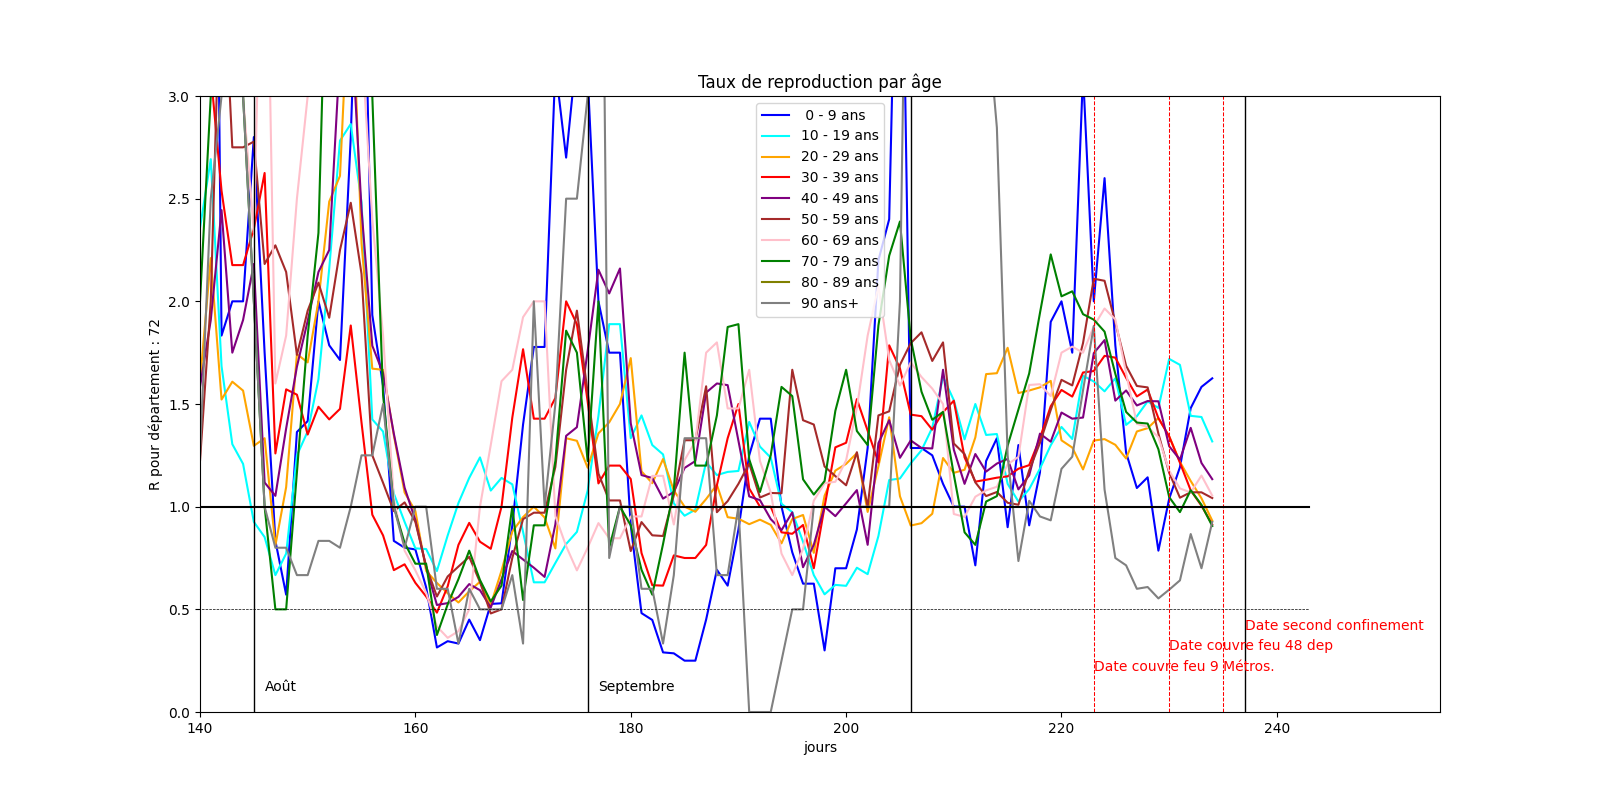 Taux de reproduction par âge
R pour département : 72
3.0
2.5
2.0
1.5
1.0
0.5
0.0
0 - 9 ans
10 - 19 ans
20 - 29 ans
30 - 39 ans
40 - 49 ans
50 - 59 ans
60 - 69 ans
70 - 79 ans
80 - 89 ans
90 ans+
Date second confinement
Date couvre feu 48 dep
Date couvre feu 9 Métros.
Août
Septembre
140
160
180
200
220
240
jours